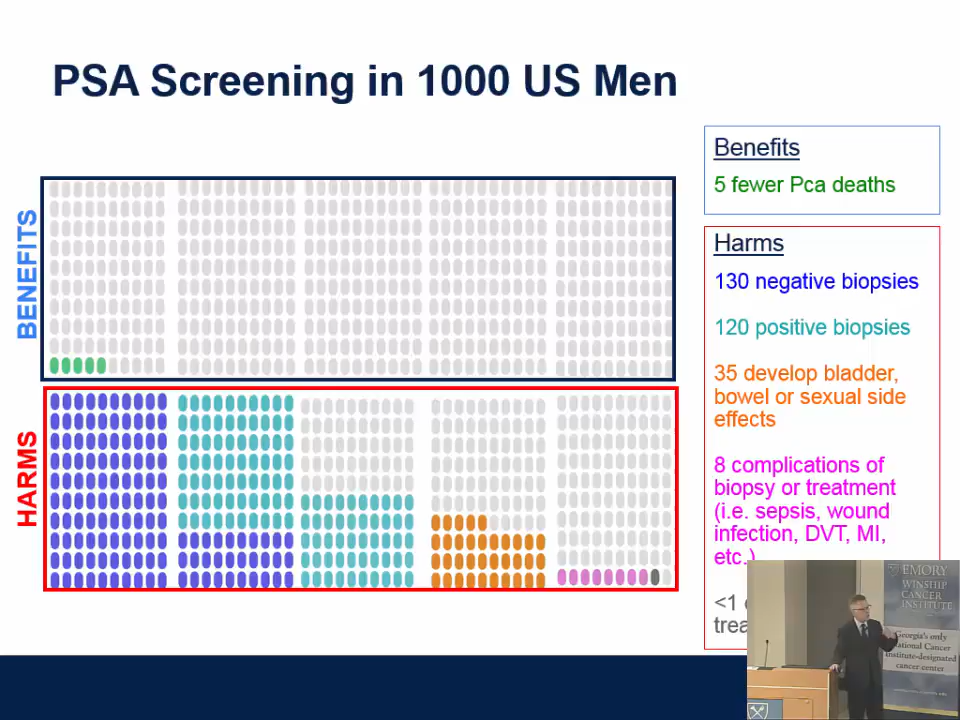 PSA Screening in 1000 US Men
BENEFITS
HARMS
Benefits
5 fewer Pca deaths
Harms
130 negative biopsies
120 positive biopsies
35 develop bladder,
bowel or sexual side
effects
8 complications of
biopsy or treatment
(i.e. sepsis, wound
infection, DVT, MI,
etc.)
<1
trea
EMORY
WINSHIP
CANCER
INSTITUTE
Georgia's only
National Cancer
Institute-designated
cancer center